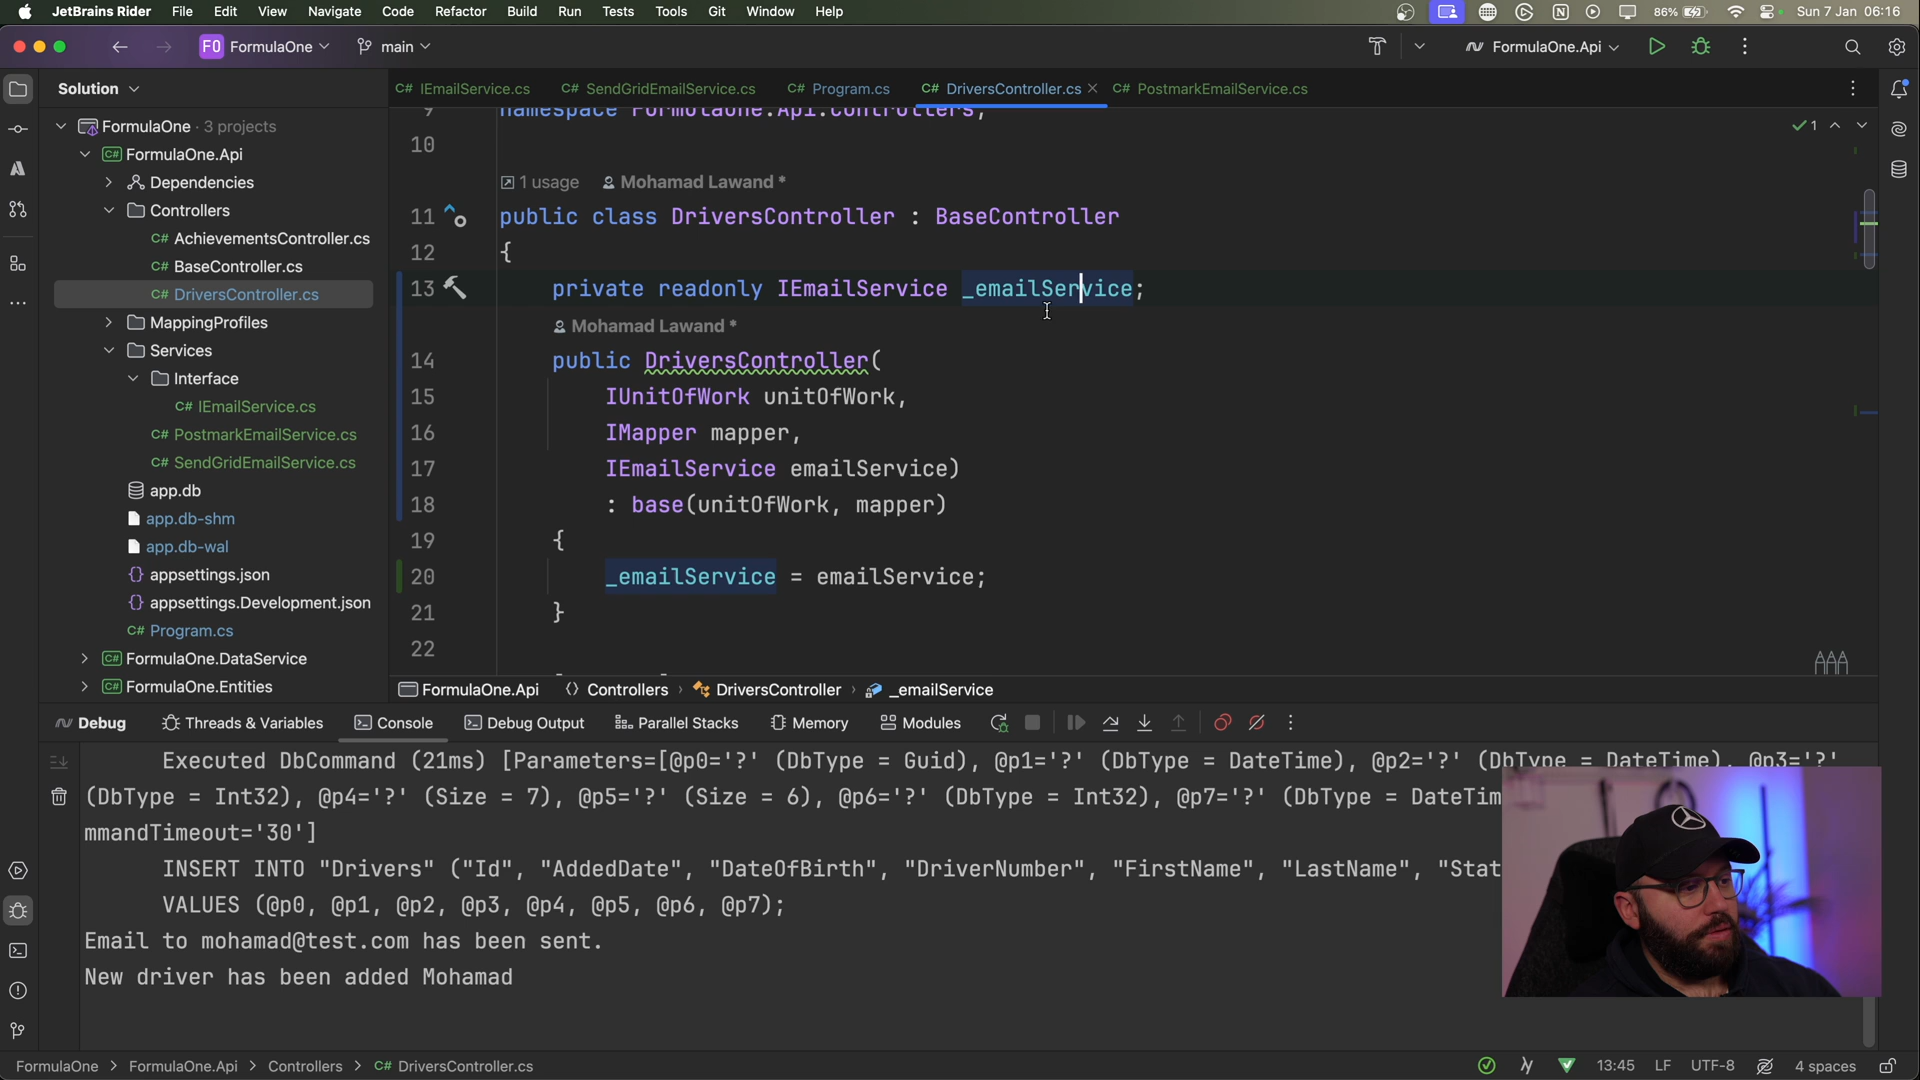 JetBrains Rider File Edit View Navigate Code Refactor Build Run Tests Tools Git Window Help 86% Sun 7 Jan 06:16
FO FormulaOne main FormulaOne.Api
Solution
FormulaOne · 3 projects
FormulaOne.Api
Dependencies
Controllers
C# AchievementsController.cs
C# BaseController.cs
C# DriversController.cs
MappingProfiles
Services
Interface
C# IEmailService.cs
C# PostmarkEmailService.cs
C# SendGridEmailService.cs
app.db
app.db-shm
app.db-wal
appsettings.json
appsettings.Development.json
C# Program.cs
C# FormulaOne.DataService
C# FormulaOne.Entities
C# IEmailService.cs C# SendGridEmailService.cs C# Program.cs C# DriversController.cs C# PostmarkEmailService.cs
9 namespace FormulaOne.Api.Controllers;
1
10
1 usage Mohamad Lawand *
11 public class DriversController : BaseController
12 {
13 private readonly IEmailService _emailService;
Mohamad Lawand *
14 public DriversController(
15 IUnitOfWork unitOfWork,
16 IMapper mapper,
17 IEmailService emailService)
18 : base(unitOfWork, mapper)
19 {
20 _emailService = emailService;
21 }
22
FormulaOne.Api Controllers DriversController _emailService
Debug Threads & Variables Console Debug Output Parallel Stacks Memory Modules
Executed DbCommand (21ms) [Parameters=[@p0='?' (DbType = Guid), @p1='?' (DbType = DateTime), @p2='?' (DbType = DateTime), @p3='?'
(DbType = Int32), @p4='?' (Size = 7), @p5='?' (Size = 6), @p6='?' (DbType = Int32), @p7='?' (DbType = DateTim
mmandTimeout='30']
INSERT INTO "Drivers" ("Id", "AddedDate", "DateOfBirth", "DriverNumber", "FirstName", "LastName", "Stat
VALUES (@p0, @p1, @p2, @p3, @p4, @p5, @p6, @p7);
Email to mohamad@test.com has been sent.
New driver has been added Mohamad
FormulaOne FormulaOne.Api Controllers C# DriversController.cs 13:45 LF UTF-8 4 spaces